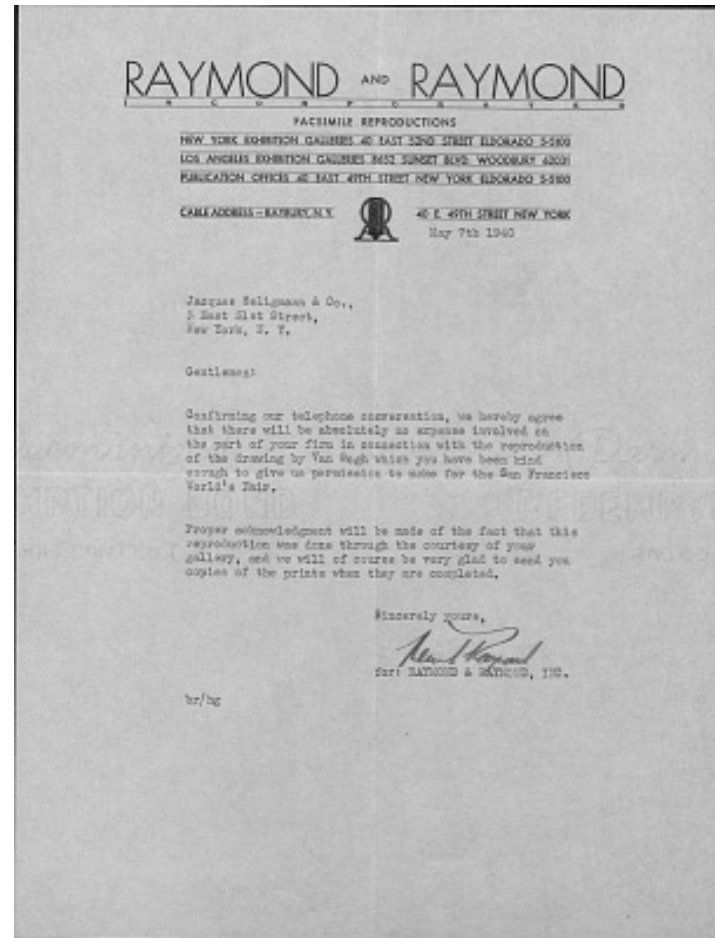 RAYMOND AND RAYMOND
INCORPORATED
FACSIMILE REPRODUCTIONS
NEW YORK EXHIBITION GALLERIES 40 EAST 52ND STREET ELDORADO 5-5100
LOS ANGELES EXHIBITION GALLERIES 8652 SUNSET BLVD. WOODBURY 62031
PUBLICATION OFFICES 40 EAST 49TH STREET NEW YORK ELDORADO 5-5100
CABLE ADDRESS – RAYBURY, N. Y. 40 E. 49TH STREET NEW YORK
May 7th 1940
Jacques Seligmann & Co.,
5 East 51st Street,
New York, N. Y.
Gentlemen:
Confirming our telephone conversation, we hereby agree
that there will be absolutely no expense involved on
the part of your firm in connection with the reproduction
of the drawing by Van Gogh which you have been kind
enough to give us permission to make for the San Francisco
World's Fair.
Proper acknowledgment will be made of the fact that this
reproduction was done through the courtesy of your
gallery, and we will of course be very glad to send you
copies of the prints when they are completed.
Sincerely yours,
for: RAYMOND & RAYMOND, INC.
br/hg